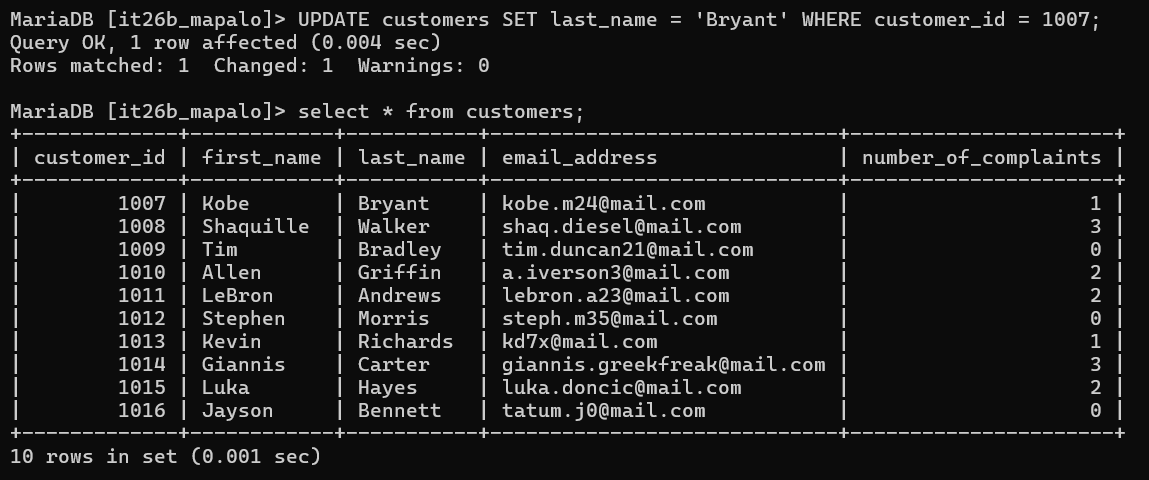 MariaDB [it26b_mapalo]> UPDATE customers SET last_name = 'Bryant' WHERE customer_id = 1007;
Query OK, 1 row affected (0.004 sec)
Rows matched: 1  Changed: 1  Warnings: 0

MariaDB [it26b_mapalo]> select * from customers;
+-------------+------------+-----------+-----------------------------+----------------------+
| customer_id | first_name | last_name | email_address               | number_of_complaints |
+-------------+------------+-----------+-----------------------------+----------------------+
|        1007 | Kobe       | Bryant    | kobe.m24@mail.com           |                    1 |
|        1008 | Shaquille  | Walker    | shaq.diesel@mail.com        |                    3 |
|        1009 | Tim        | Bradley   | tim.duncan21@mail.com       |                    0 |
|        1010 | Allen      | Griffin   | a.iverson3@mail.com         |                    2 |
|        1011 | LeBron     | Andrews   | lebron.a23@mail.com         |                    2 |
|        1012 | Stephen    | Morris    | steph.m35@mail.com          |                    0 |
|        1013 | Kevin      | Richards  | kd7x@mail.com               |                    1 |
|        1014 | Giannis    | Carter    | giannis.greekfreak@mail.com |                    3 |
|        1015 | Luka       | Hayes     | luka.doncic@mail.com        |                    2 |
|        1016 | Jayson     | Bennett   | tatum.j0@mail.com           |                    0 |
+-------------+------------+-----------+-----------------------------+----------------------+
10 rows in set (0.001 sec)